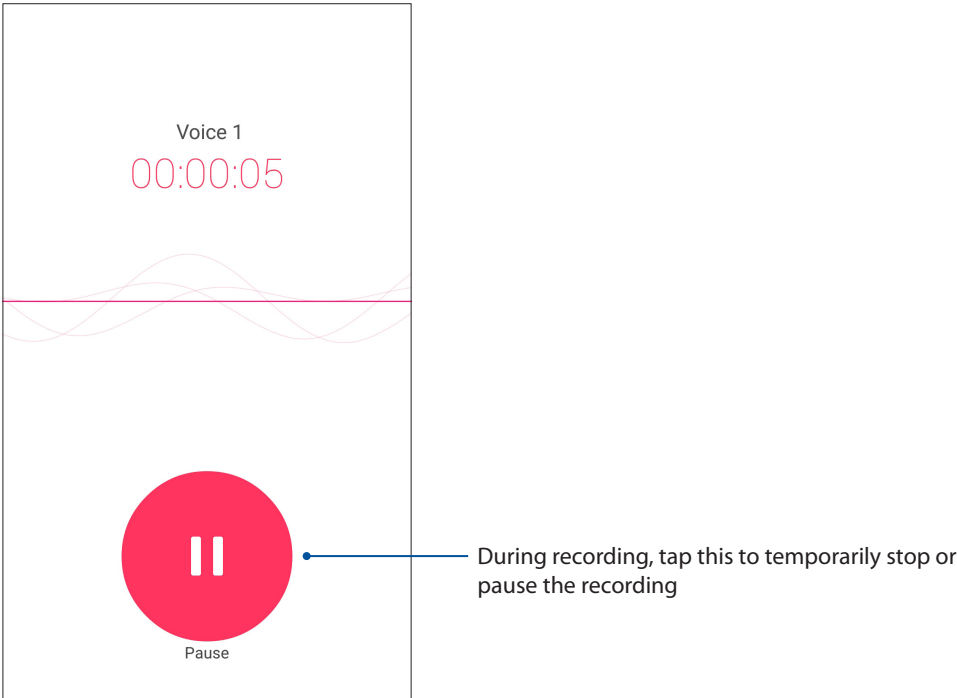 Voice 1
00:00:05
During recording, tap this to temporarily stop or
pause the recording
Pause